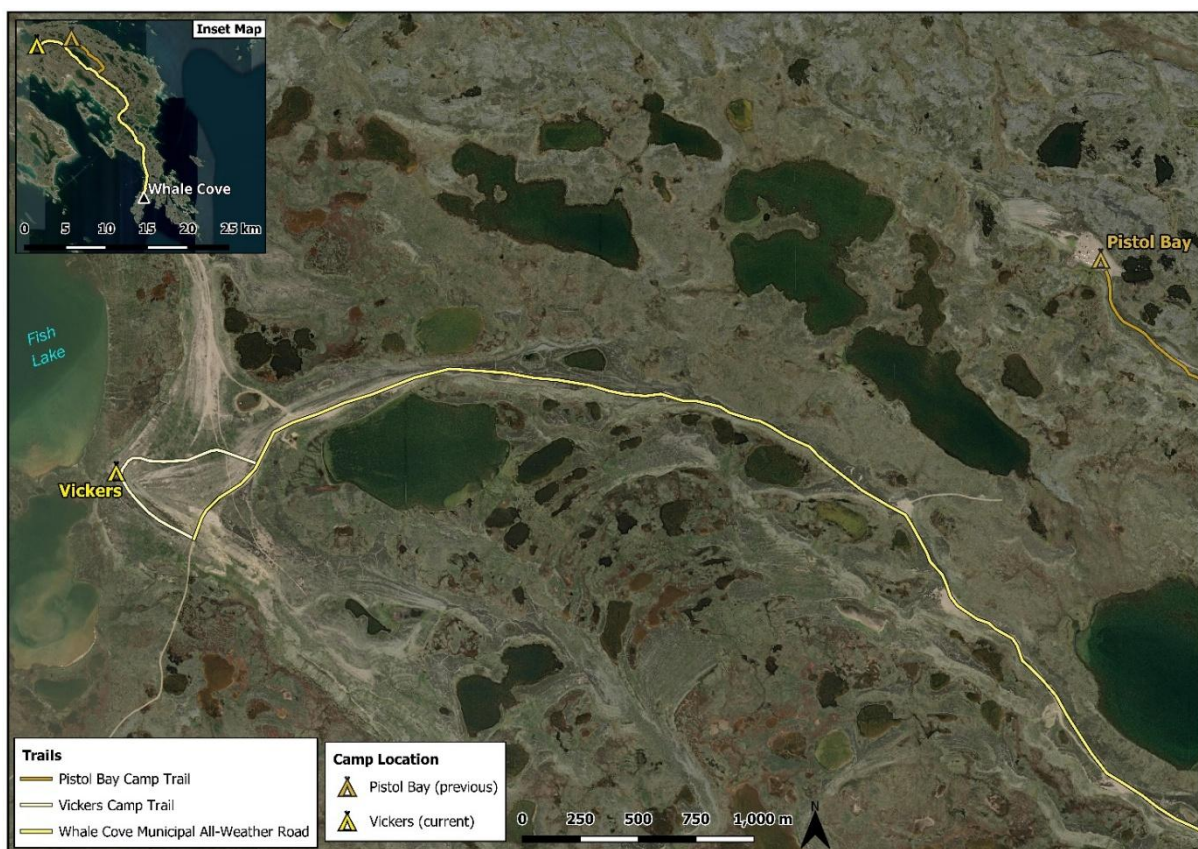 Inset Map
Whale Cove
0 5 10 15 20 25 km
Fish
Lake
Pistol Bay
Vickers
Trails
Pistol Bay Camp Trail
Vickers Camp Trail
Whale Cove Municipal All-Weather Road
Camp Location
Pistol Bay (previous)
Vickers (current)
0 250 500 750 1,000 m
N